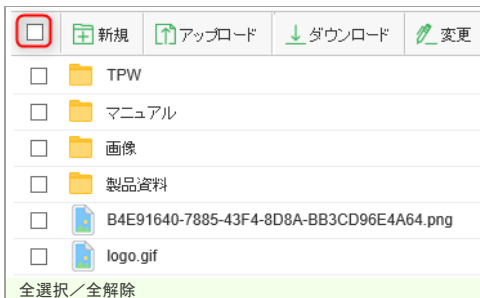 新規 アップロード ダウンロード 変更
TPW
マニュアル
画像
製品資料
B4E91640-7885-43F4-8D8A-BB3CD96E4A64.png
logo.gif
全選択／全解除